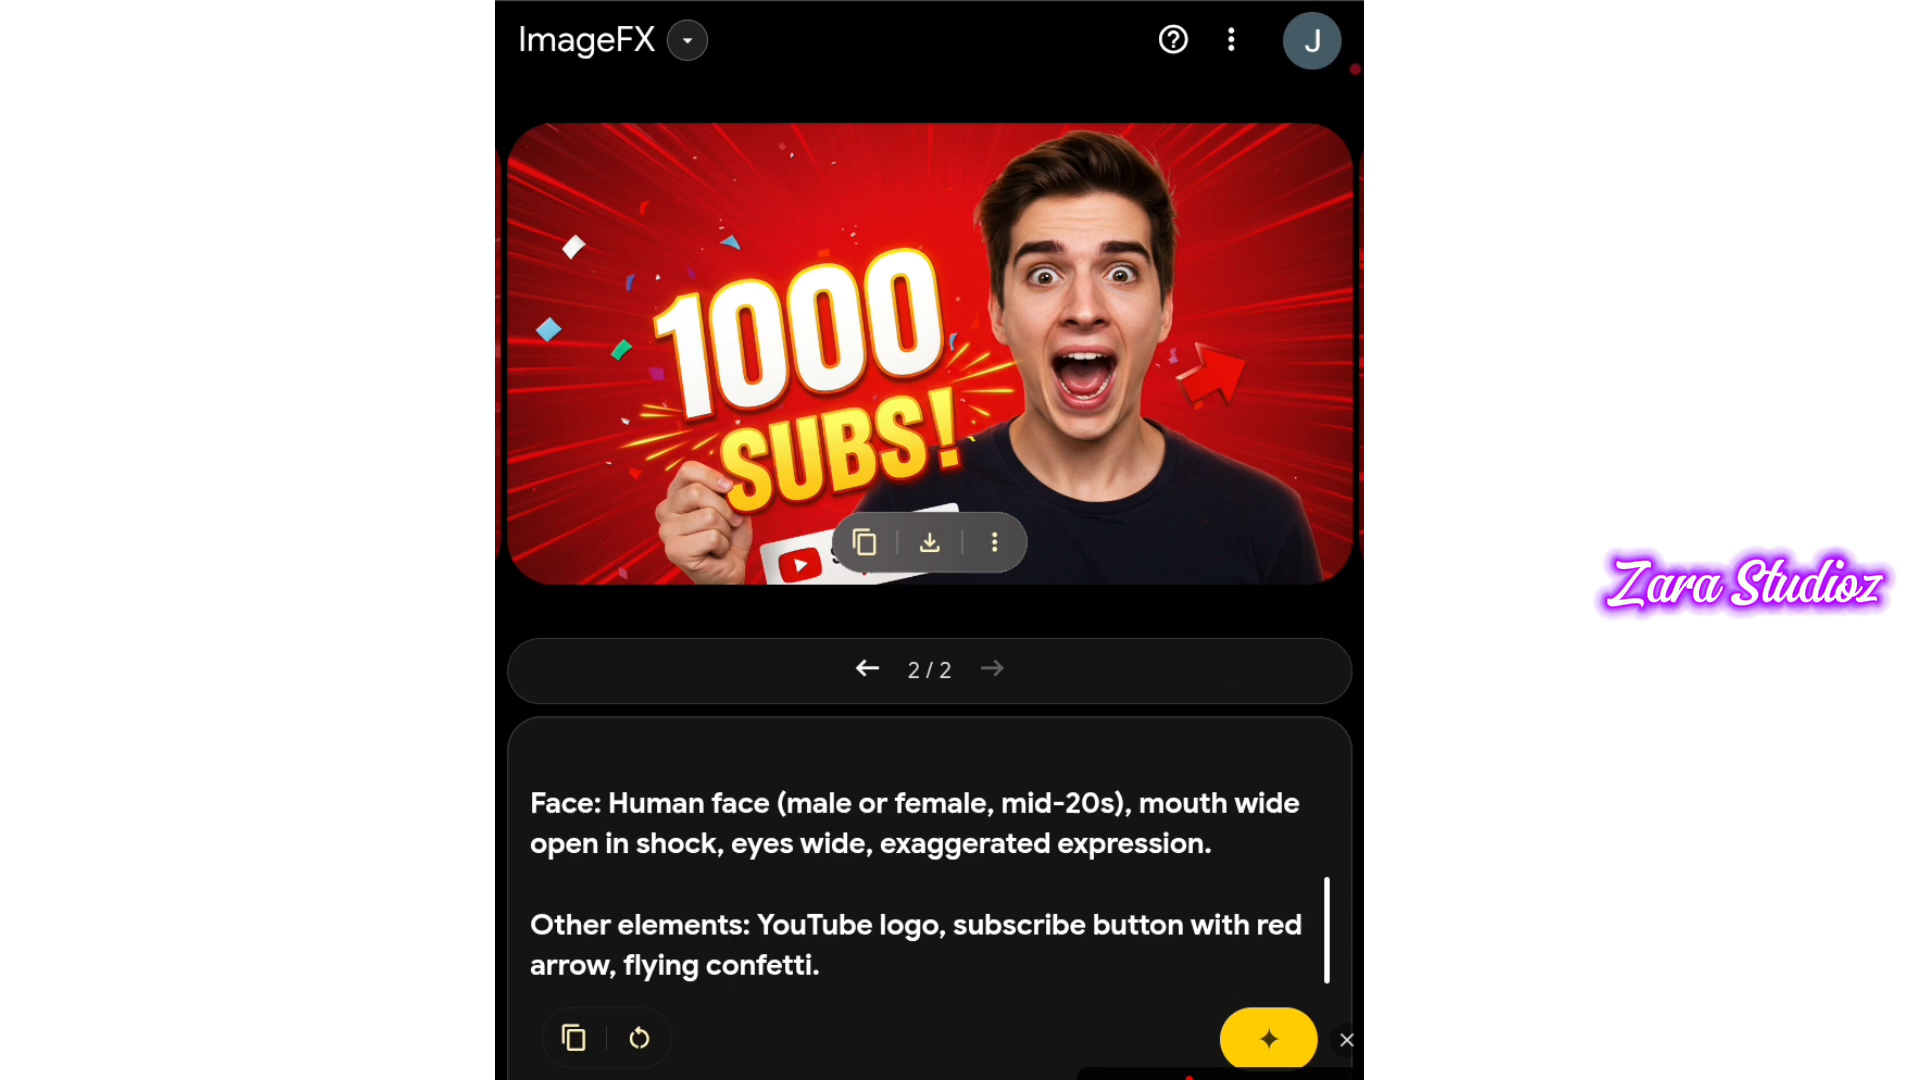 ImageFX
J
1000
SUBS!
2 / 2
Zara Studioz
Face: Human face (male or female, mid-20s), mouth wide
open in shock, eyes wide, exaggerated expression.
Other elements: YouTube logo, subscribe button with red
arrow, flying confetti.